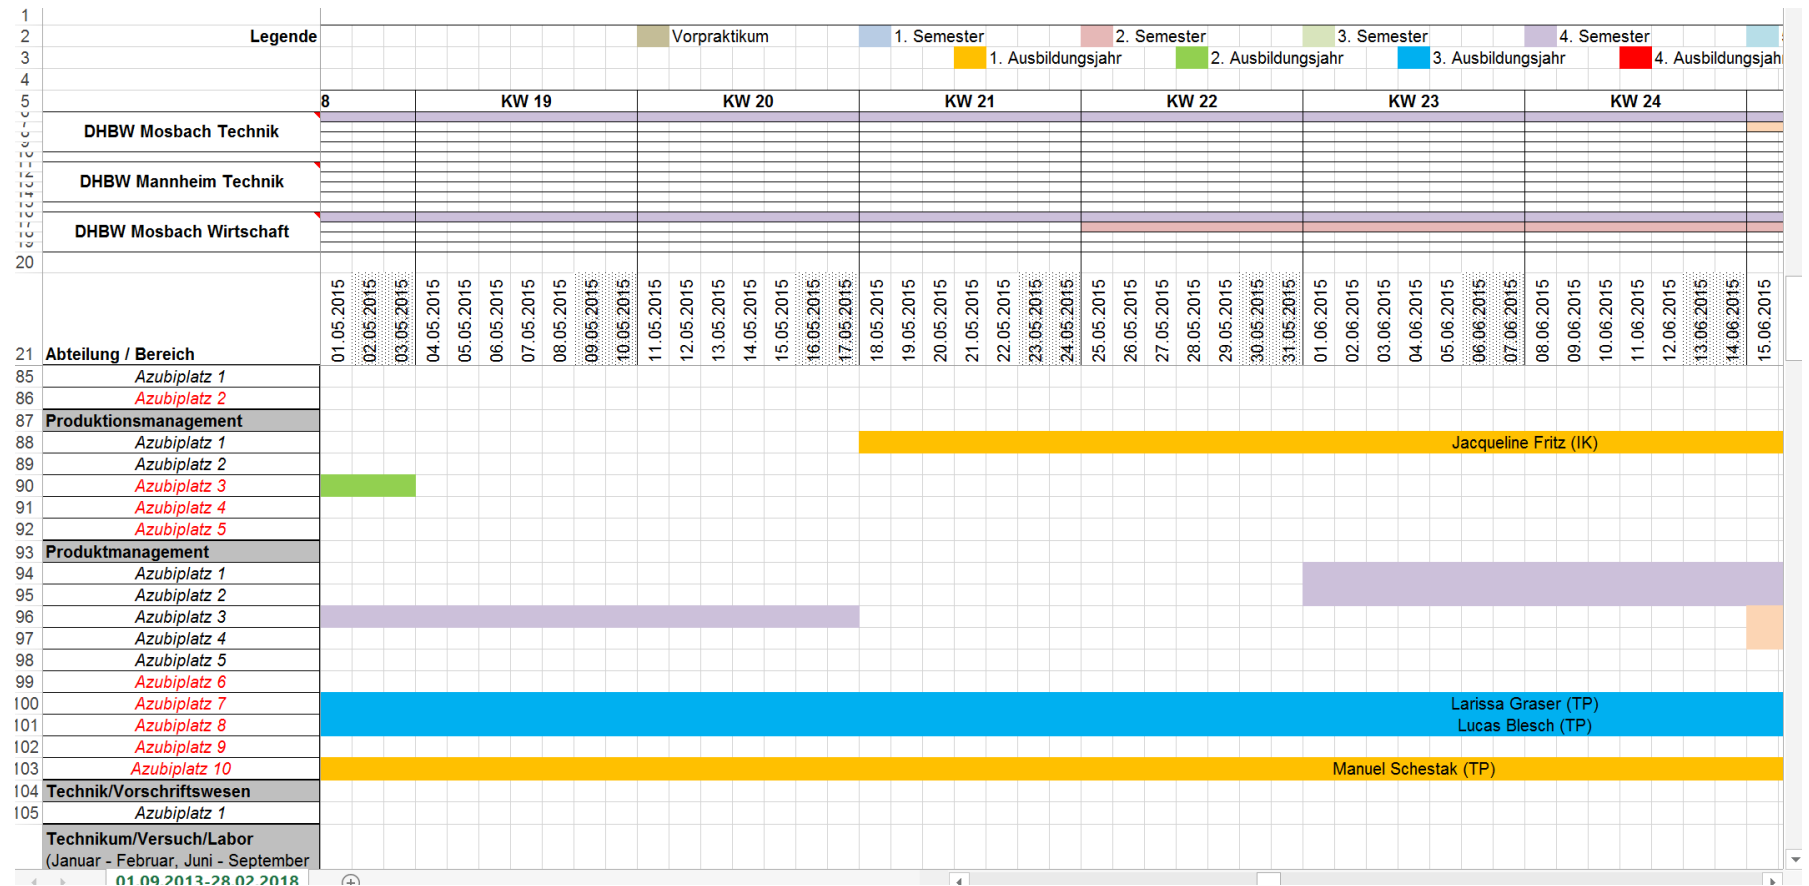 1
2 Legende Vorpraktikum 1. Semester 2. Semester 3. Semester 4. Semester
3 1. Ausbildungsjahr 2. Ausbildungsjahr 3. Ausbildungsjahr 4. Ausbildungsjah
4
5 8 KW 19 KW 20 KW 21 KW 22 KW 23 KW 24
DHBW Mosbach Technik
DHBW Mannheim Technik
DHBW Mosbach Wirtschaft
20
21 Abteilung / Bereich 01.05.2015 02.05.2015 03.05.2015 04.05.2015 05.05.2015 06.05.2015 07.05.2015 08.05.2015 09.05.2015 10.05.2015 11.05.2015 12.05.2015 13.05.2015 14.05.2015 15.05.2015 16.05.2015 17.05.2015 18.05.2015 19.05.2015 20.05.2015 21.05.2015 22.05.2015 23.05.2015 24.05.2015 25.05.2015 26.05.2015 27.05.2015 28.05.2015 29.05.2015 30.05.2015 31.05.2015 01.06.2015 02.06.2015 03.06.2015 04.06.2015 05.06.2015 06.06.2015 07.06.2015 08.06.2015 09.06.2015 10.06.2015 11.06.2015 12.06.2015 13.06.2015 14.06.2015 15.06.2015
85 Azubiplatz 1
86 Azubiplatz 2
87 Produktionsmanagement
88 Azubiplatz 1 Jacqueline Fritz (IK)
89 Azubiplatz 2
90 Azubiplatz 3
91 Azubiplatz 4
92 Azubiplatz 5
93 Produktmanagement
94 Azubiplatz 1
95 Azubiplatz 2
96 Azubiplatz 3
97 Azubiplatz 4
98 Azubiplatz 5
99 Azubiplatz 6
100 Azubiplatz 7 Larissa Graser (TP)
101 Azubiplatz 8 Lucas Blesch (TP)
102 Azubiplatz 9
103 Azubiplatz 10 Manuel Schestak (TP)
104 Technik/Vorschriftswesen
105 Azubiplatz 1
Technikum/Versuch/Labor
(Januar - Februar, Juni - September
01.09.2013-28.02.2018